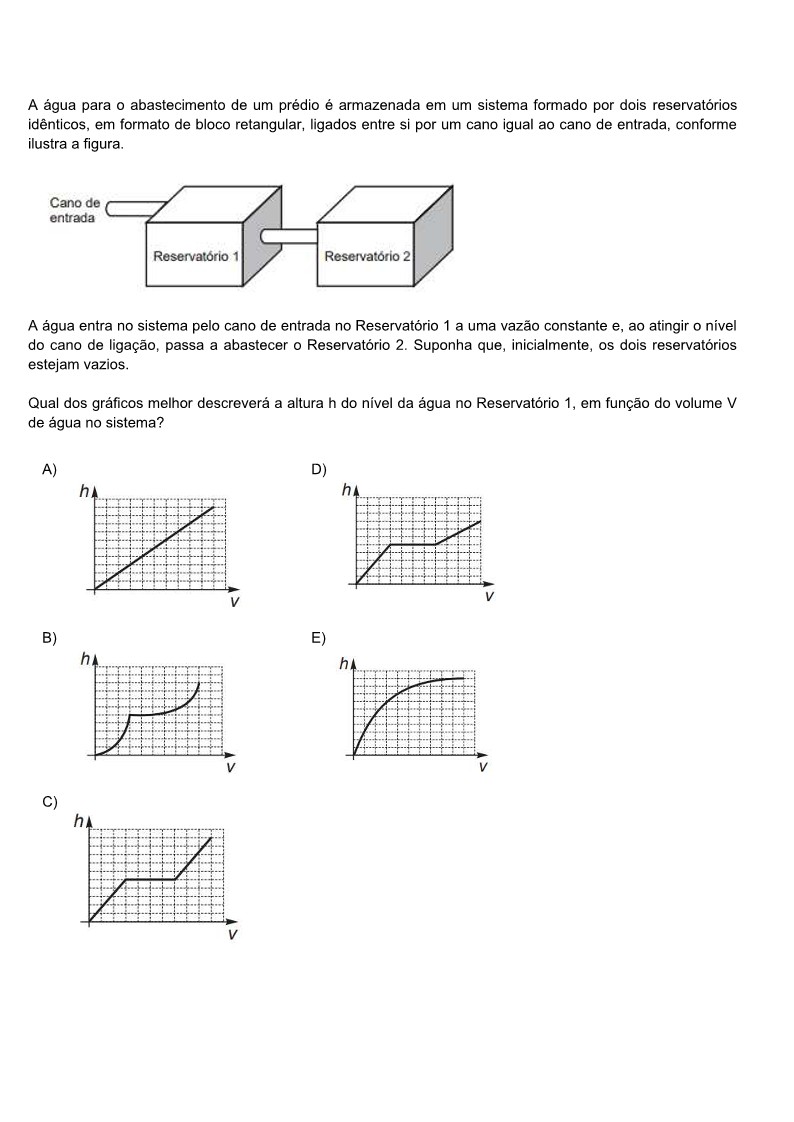 A água para o abastecimento de um prédio é armazenada em um sistema formado por dois reservatórios
idênticos, em formato de bloco retangular, ligados entre si por um cano igual ao cano de entrada, conforme
ilustra a figura.
Cano de
entrada
Reservatório 1
Reservatório 2
A água entra no sistema pelo cano de entrada no Reservatório 1 a uma vazão constante e, ao atingir o nível
do cano de ligação, passa a abastecer o Reservatório 2. Suponha que, inicialmente, os dois reservatórios
estejam vazios.
Qual dos gráficos melhor descreverá a altura h do nível da água no Reservatório 1, em função do volume V
de água no sistema?
A)
h
V
D)
h
V
B)
h
V
E)
h
V
C)
h
V